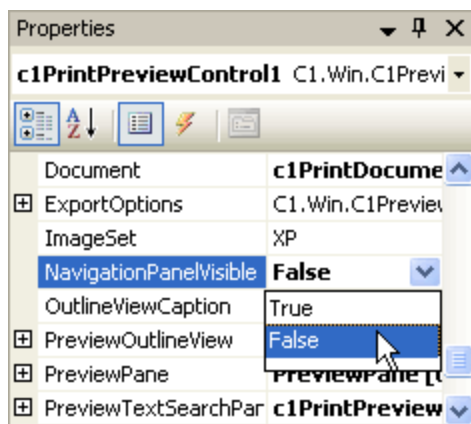 Properties
c1PrintPreviewControl1 C1.Win.C1Previ
Document c1PrintDocume
ExportOptions C1.Win.C1Previe
ImageSet XP
NavigationPanelVisible False
OutlineViewCaption True
PreviewOutlineView False
PreviewPane PreviewPane [
PreviewTextSearchPar c1PrintPreview